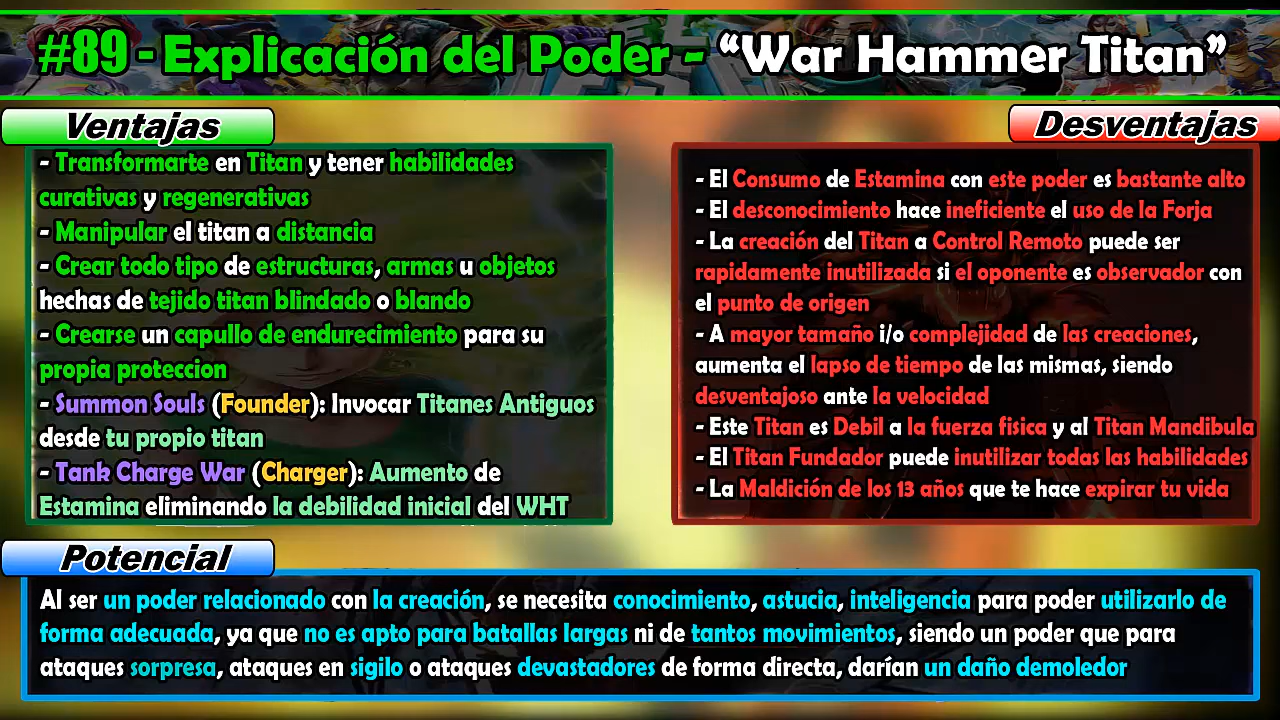 #89 - Explicación del Poder - “War Hammer Titan”
Ventajas
- Transformarte en Titan y tener habilidades
curativas y regenerativas
- Manipular el titan a distancia
- Crear todo tipo de estructuras, armas u objetos
hechas de tejido titan blindado o blando
- Crearse un capullo de endurecimiento para su
propia proteccion
- Summon Souls (Founder): Invocar Titanes Antiguos
desde tu propio titan
- Tank Charge War (Charger): Aumento de
Estamina eliminando la debilidad inicial del WHT
Desventajas
- El Consumo de Estamina con este poder es bastante alto
- El desconocimiento hace ineficiente el uso de la Forja
- La creación del Titan a Control Remoto puede ser
rapidamente inutilizada si el oponente es observador con
el punto de origen
- A mayor tamaño i/o complejidad de las creaciones,
aumenta el lapso de tiempo de las mismas, siendo
desventajoso ante la velocidad
- Este Titan es Debil a la fuerza fisica y al Titan Mandibula
- El Titan Fundador puede inutilizar todas las habilidades
- La Maldición de los 13 años que te hace expirar tu vida
Potencial
Al ser un poder relacionado con la creación, se necesita conocimiento, astucia, inteligencia para poder utilizarlo de
forma adecuada, ya que no es apto para batallas largas ni de tantos movimientos, siendo un poder que para
ataques sorpresa, ataques en sigilo o ataques devastadores de forma directa, darían un daño demoledor